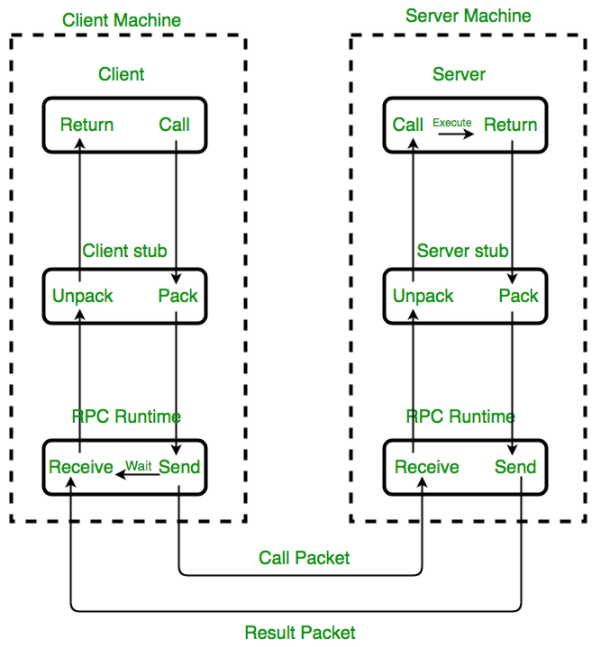 Client Machine
Server Machine
Client
Server
Return Call
Call Execute Return
Client stub
Server stub
Unpack Pack
Unpack Pack
RPC Runtime
RPC Runtime
Receive Wait Send
Receive Send
Call Packet
Result Packet